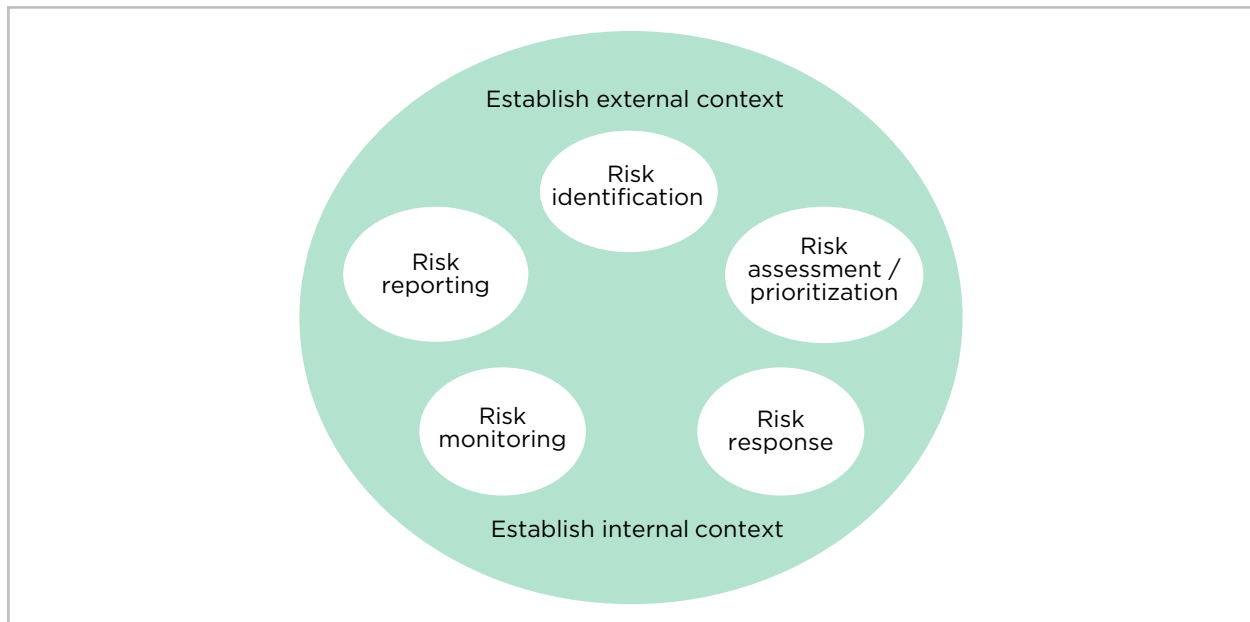 Establish external context
Risk
identification
Risk
assessment /
prioritization
Risk
response
Risk
monitoring
Risk
reporting
Establish internal context